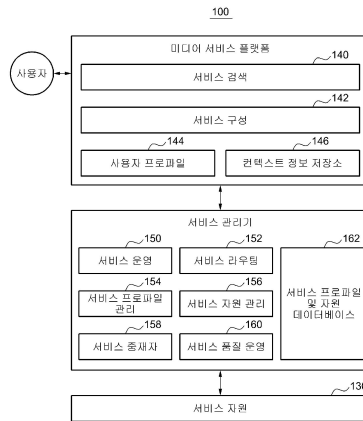 100
미디어 서비스 플랫폼
사용자
140
서비스 검색
142
서비스 구성
144
사용자 프로파일
146
컨텍스트 정보 저장소
서비스 관리기
150
서비스 운영
152
서비스 라우팅
162
서비스 프로파일
및 자원
데이터베이스
154
서비스 프로파일
관리
156
서비스 자원 관리
158
서비스 중재자
160
서비스 품질 운영
130
서비스 자원